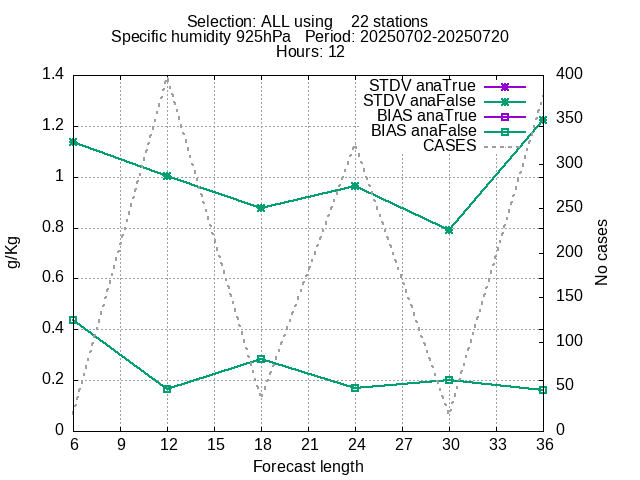 Selection: ALL using    22 stations
Specific humidity 925hPa   Period: 20250702-20250720
Hours: 12
STDV anaTrue
STDV anaFalse
BIAS anaTrue
BIAS anaFalse
CASES
1.4
1.2
1
0.8
0.6
0.4
0.2
0
g/Kg
400
350
300
250
200
150
100
50
0
No cases
6 9 12 15 18 21 24 27 30 33 36
Forecast length